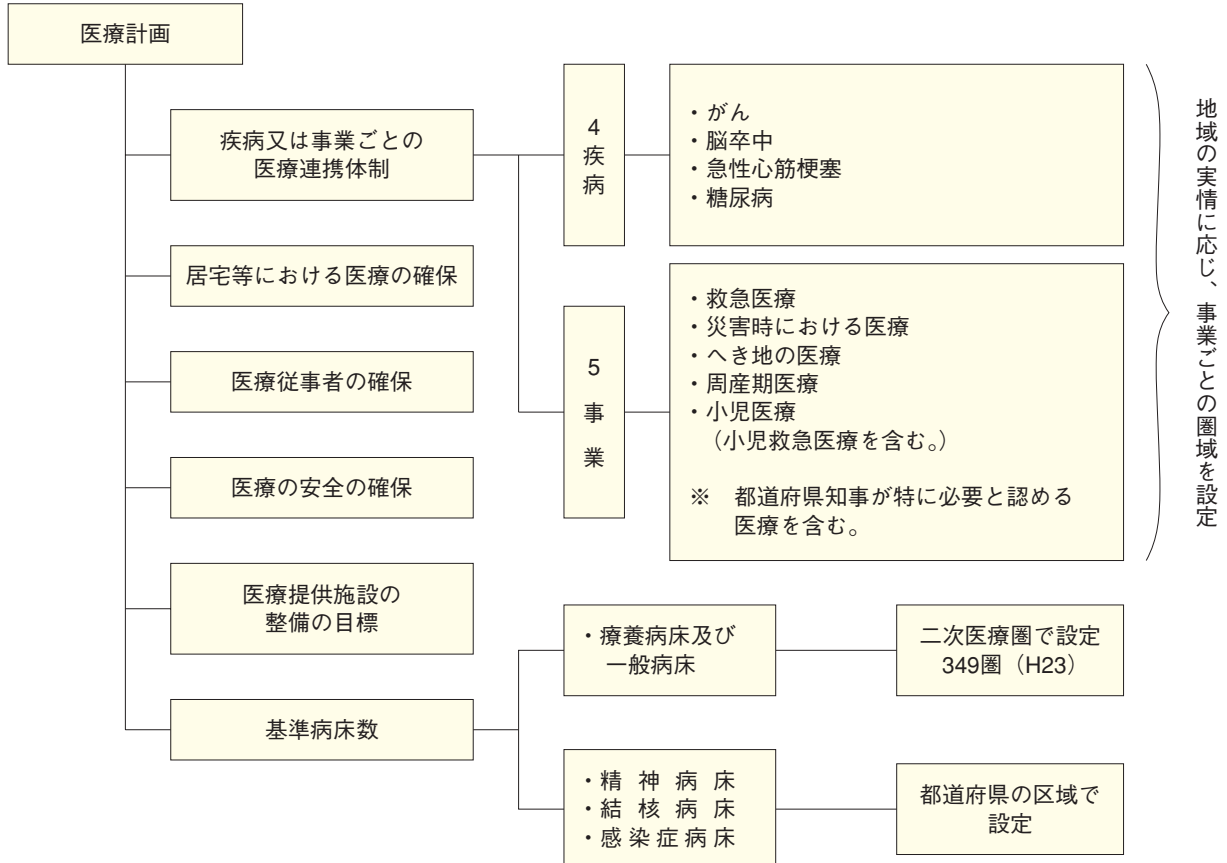 医療計画
疾病又は事業ごとの
医療連携体制
4疾病
・がん
・脳卒中
・急性心筋梗塞
・糖尿病
5事業
・救急医療
・災害時における医療
・へき地の医療
・周産期医療
・小児医療
（小児救急医療を含む。）
※　都道府県知事が特に必要と認める
医療を含む。
地域の実情に応じ、事業ごとの圏域を設定
居宅等における医療の確保
医療従事者の確保
医療の安全の確保
医療提供施設の
整備の目標
基準病床数
・療養病床及び
一般病床
二次医療圏で設定
349圏（H23）
・精神病床
・結核病床
・感染症病床
都道府県の区域で
設定